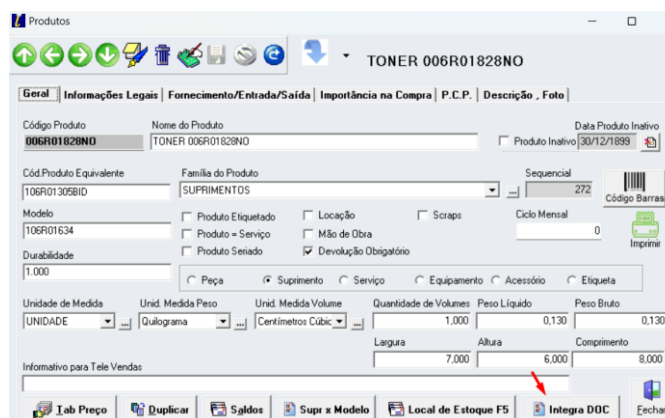 Produtos
TONER 006R01828NO
Geral Informações Legais Fornecimento/Entrada/Saída Importância na Compra P.C.P. Descrição , Foto
Código Produto Nome do Produto Data Produto Inativo
006R01828NO TONER 006R01828NO Produto Inativo 30/12/1899
Cód.Produto Equivalente Família do Produto Sequencial
106R01305BID SUPRIMENTOS ... 272 Código Barras
Modelo Produto Etiquetado Locação Scraps Ciclo Mensal
106R01634 Produto = Serviço Mão de Obra 0 Imprimir
Durabilidade Produto Seriado Devolução Obrigatório
1.000 Peça Suprimento Serviço Equipamento Acessório Etiqueta
Unidade de Medida Unid. Medida Peso Unid. Medida Volume Quantidade de Volumes Peso Líquido Peso Bruto
UNIDADE ... Quilograma ... Centímetros Cúbic ... 1,000 0,130 0,130
Largura Altura Comprimento
7,000 6,000 8,000
Informativo para Tele Vendas
Tab Preço Duplicar Saldos Supr x Modelo Local de Estoque F5 Integra DOC Fechar